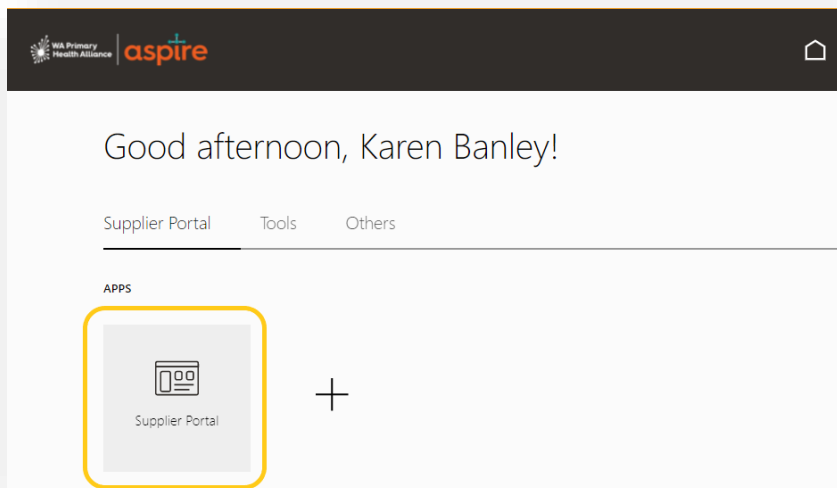 WA Primary
Health Alliance
aspire
Good afternoon, Karen Banley!
Supplier Portal Tools Others
APPS
Supplier Portal